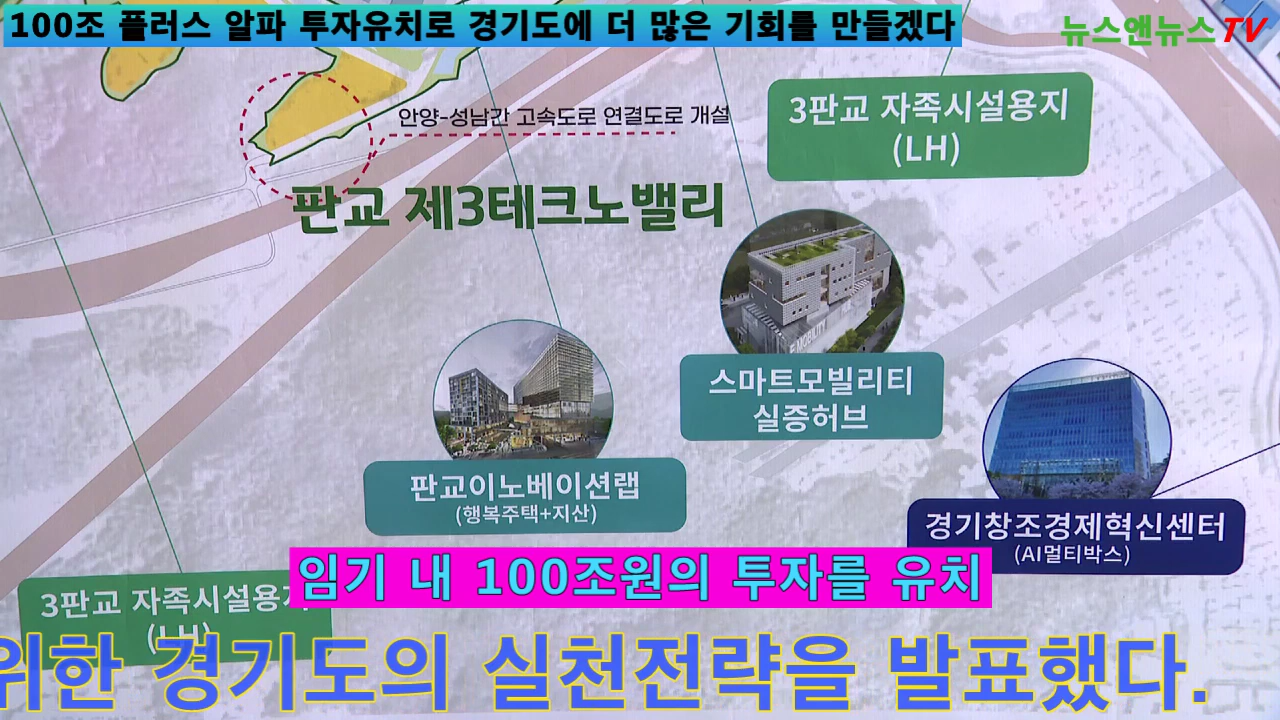 100조 플러스 알파 투자유치로 경기도에 더 많은 기회를 만들겠다
뉴스앤뉴스TV
안양-성남간 고속도로 연결도로 개설
3판교 자족시설용지
(LH)
판교 제3테크노밸리
MOBILITY
스마트모빌리티
실증허브
판교이노베이션랩
(행복주택+지산)
경기창조경제혁신센터
(AI멀티박스)
임기 내 100조원의 투자를 유치
3판교 자족시설용지
(LH)
위한 경기도의 실천전략을 발표했다.